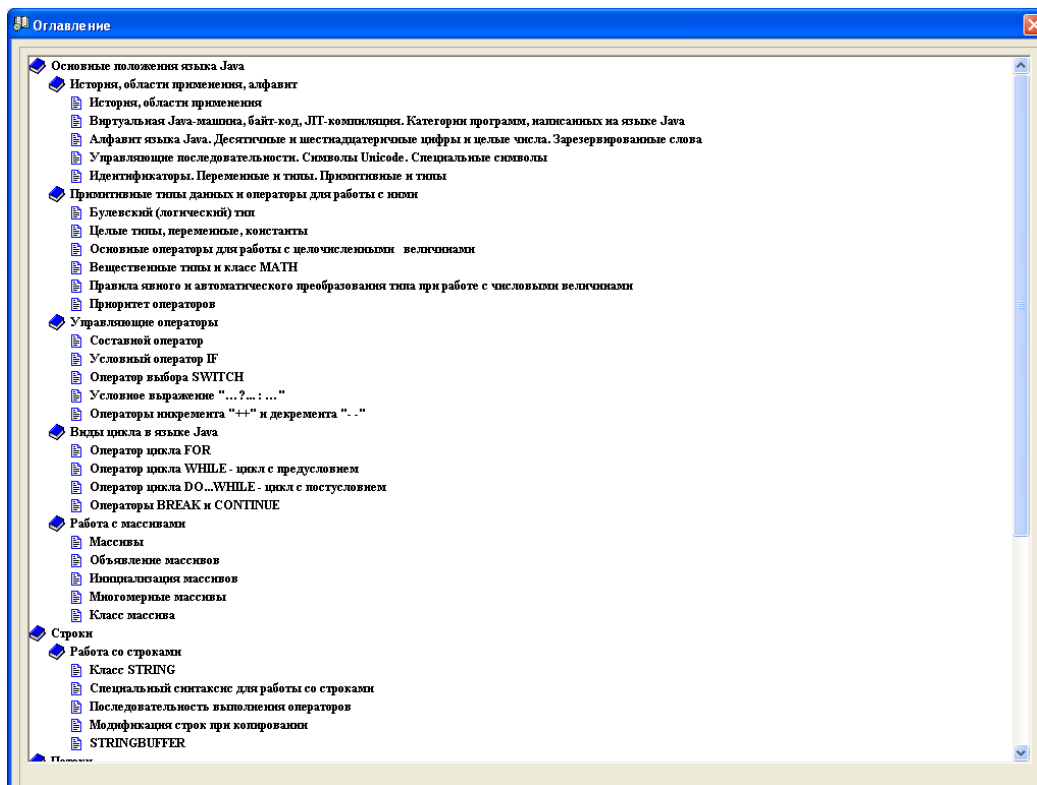 Оглавление
Основные положения языка Java
История, области применения, алфавит
История, области применения
Виртуальная Java-машина, байт-код, JIT-компиляция. Категории программ, написанных на языке Java
Алфавит языка Java. Десятичные и шестнадцатеричные цифры и целые числа. Зарезервированные слова
Управляющие последовательности. Символы Unicode. Специальные символы
Идентификаторы. Переменные и типы. Примитивные и типы
Примитивные типы данных и операторы для работы с ними
Булевский (логический) тип
Целые типы, переменные, константы
Основные операторы для работы с целочисленными величинами
Вещественные типы и класс MATH
Правила явного и автоматического преобразования типа при работе с числовыми величинами
Приоритет операторов
Управляющие операторы
Составной оператор
Условный оператор IF
Оператор выбора SWITCH
Условное выражение "...?... : ..."
Операторы инкремента "++" и декремента "- -"
Виды цикла в языке Java
Оператор цикла FOR
Оператор цикла WHILE - цикл с предусловием
Оператор цикла DO...WHILE - цикл с постусловием
Операторы BREAK и CONTINUE
Работа с массивами
Массивы
Объявление массивов
Инициализация массивов
Многомерные массивы
Класс массива
Строки
Работа со строками
Класс STRING
Специальный синтаксис для работы со строками
Последовательность выполнения операторов
Модификация строк при копировании
STRINGBUFFER
Потоки